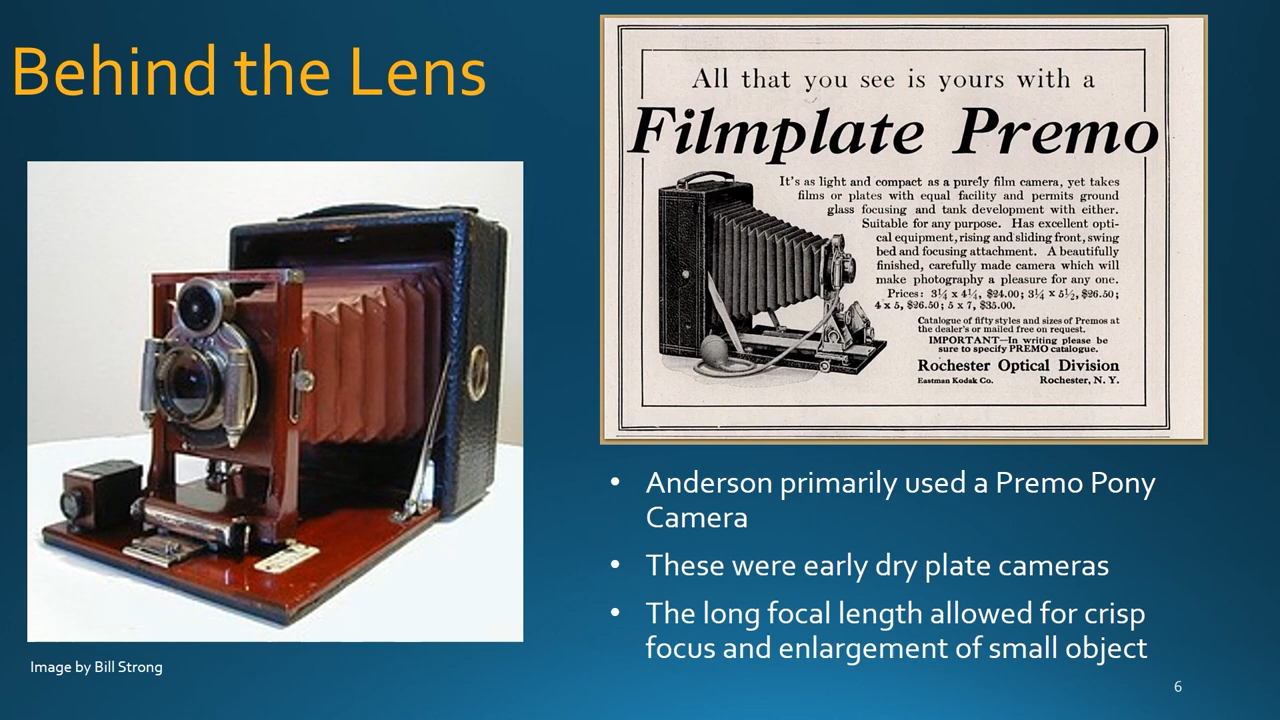 Behind the Lens
All that you see is yours with a
Filmplate Premo
It's as light and compact as a purely film camera, yet takes
films or plates with equal facility and permits ground
glass focusing and tank development with either.
Suitable for any purpose. Has excellent opti-
cal equipment, rising and sliding front, swing
bed and focusing attachment. A beautifully
finished, carefully made camera which will
make photography a pleasure for any one.
Prices: 3¼ x 4¼, $24.00; 3¼ x 5½, $26.50;
4 x 5, $26.50; 5 x 7, $35.00.
Catalogue of fifty styles and sizes of Premos at
the dealer's or mailed free on request.
IMPORTANT—In writing please be
sure to specify PREMO catalogue.
Rochester Optical Division
Eastman Kodak Co. Rochester, N. Y.
• Anderson primarily used a Premo Pony
Camera
• These were early dry plate cameras
• The long focal length allowed for crisp
focus and enlargement of small object
Image by Bill Strong
6